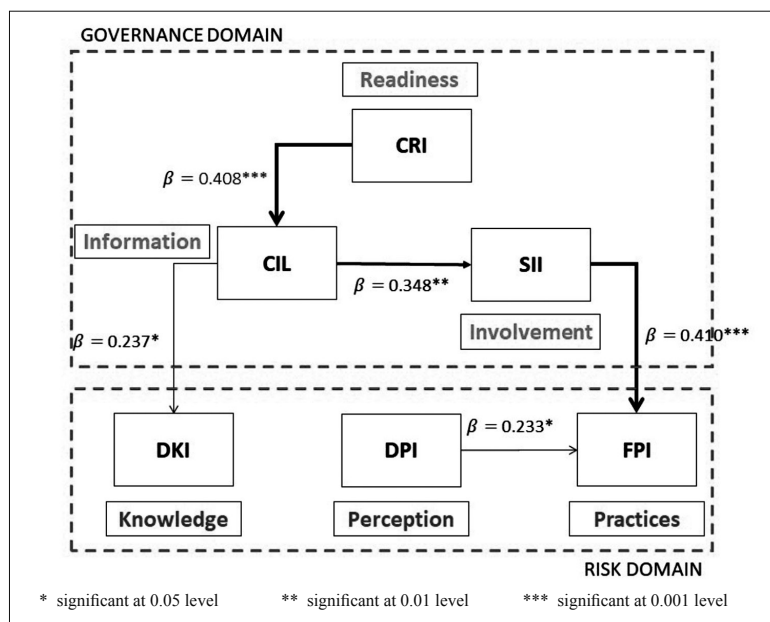 GOVERNANCE DOMAIN
Readiness
CRI
β = 0.408***
Information
CIL
SII
β = 0.348**
Involvement
β = 0.237*
β = 0.410***
β = 0.233*
DKI
DPI
FPI
Knowledge
Perception
Practices
RISK DOMAIN
* significant at 0.05 level ** significant at 0.01 level *** significant at 0.001 level